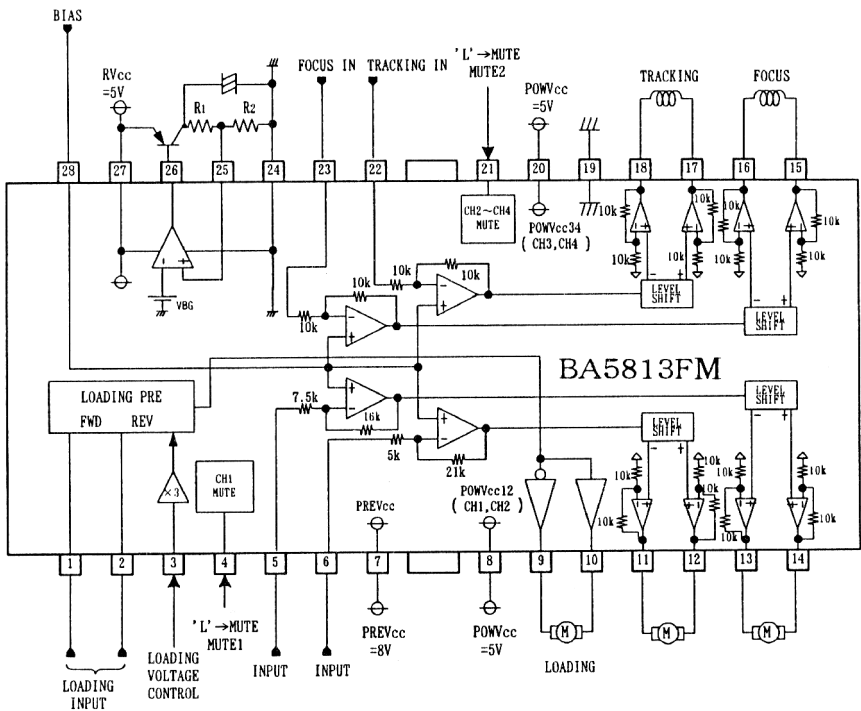 BIAS
RVcc
=5V
R1
R2
FOCUS IN TRACKING IN
'L'→MUTE
MUTE2
POWVcc
=5V
TRACKING
FOCUS
28
27
26
25
24
23
22
21
20
19
18
17
16
15
CH2~CH4
MUTE
POWVcc34
( CH3,CH4 )
VBG
10k
10k
10k
10k
10k
10k
10k
10k
10k
10k
10k
10k
LEVEL
SHIFT
LEVEL
SHIFT
BA5813FM
LOADING PRE
FWD REV
×3
CH1
MUTE
7.5k
16k
5k
21k
LEVEL
SHIFT
LEVEL
SHIFT
10k
10k
10k
10k
10k
10k
10k
10k
PREVcc
POWVcc12
( CH1,CH2 )
1
2
3
4
5
6
7
8
9
10
11
12
13
14
LOADING
INPUT
LOADING
VOLTAGE
CONTROL
'L'→MUTE
MUTE1
INPUT
INPUT
PREVcc
=8V
POWVcc
=5V
M
M
M
LOADING